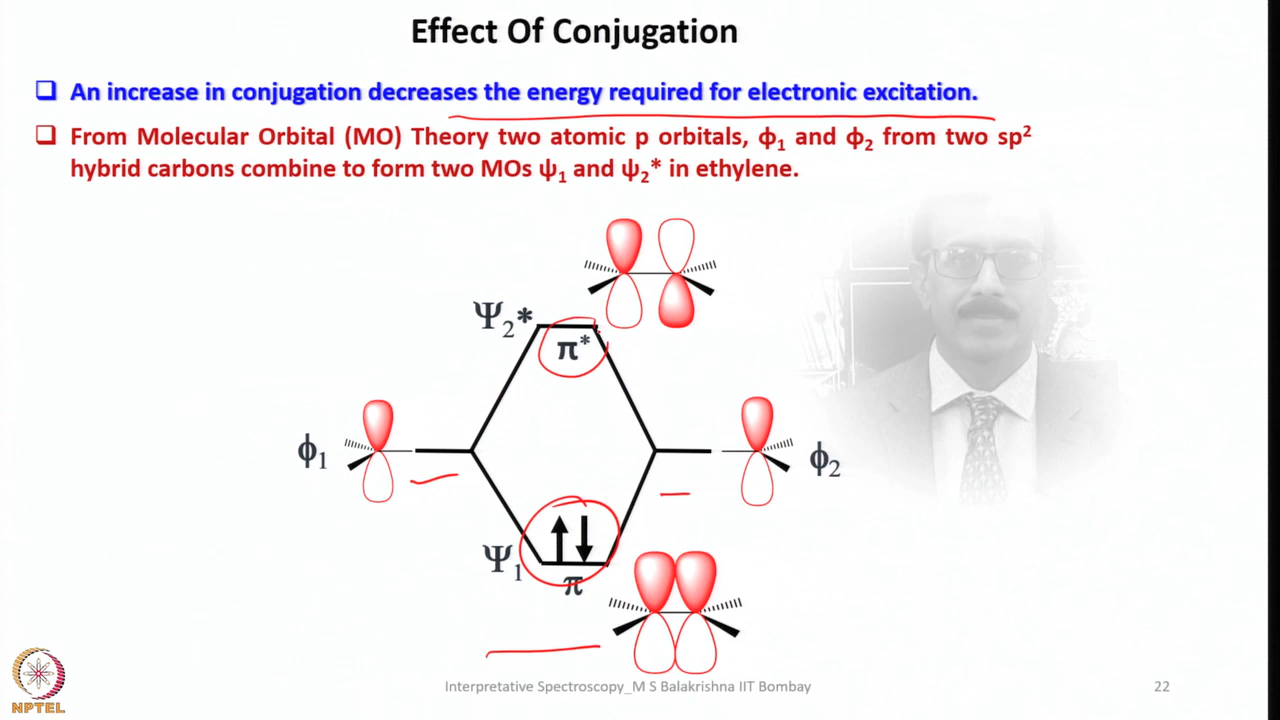 Effect Of Conjugation
❑ An increase in conjugation decreases the energy required for electronic excitation.
❑ From Molecular Orbital (MO) Theory two atomic p orbitals, ϕ₁ and ϕ₂ from two sp²
hybrid carbons combine to form two MOs ψ₁ and ψ₂* in ethylene.
Ψ₂*
π*
ϕ₁
ϕ₂
Ψ₁
π
NPTEL
Interpretative Spectroscopy_M S Balakrishna IIT Bombay
22